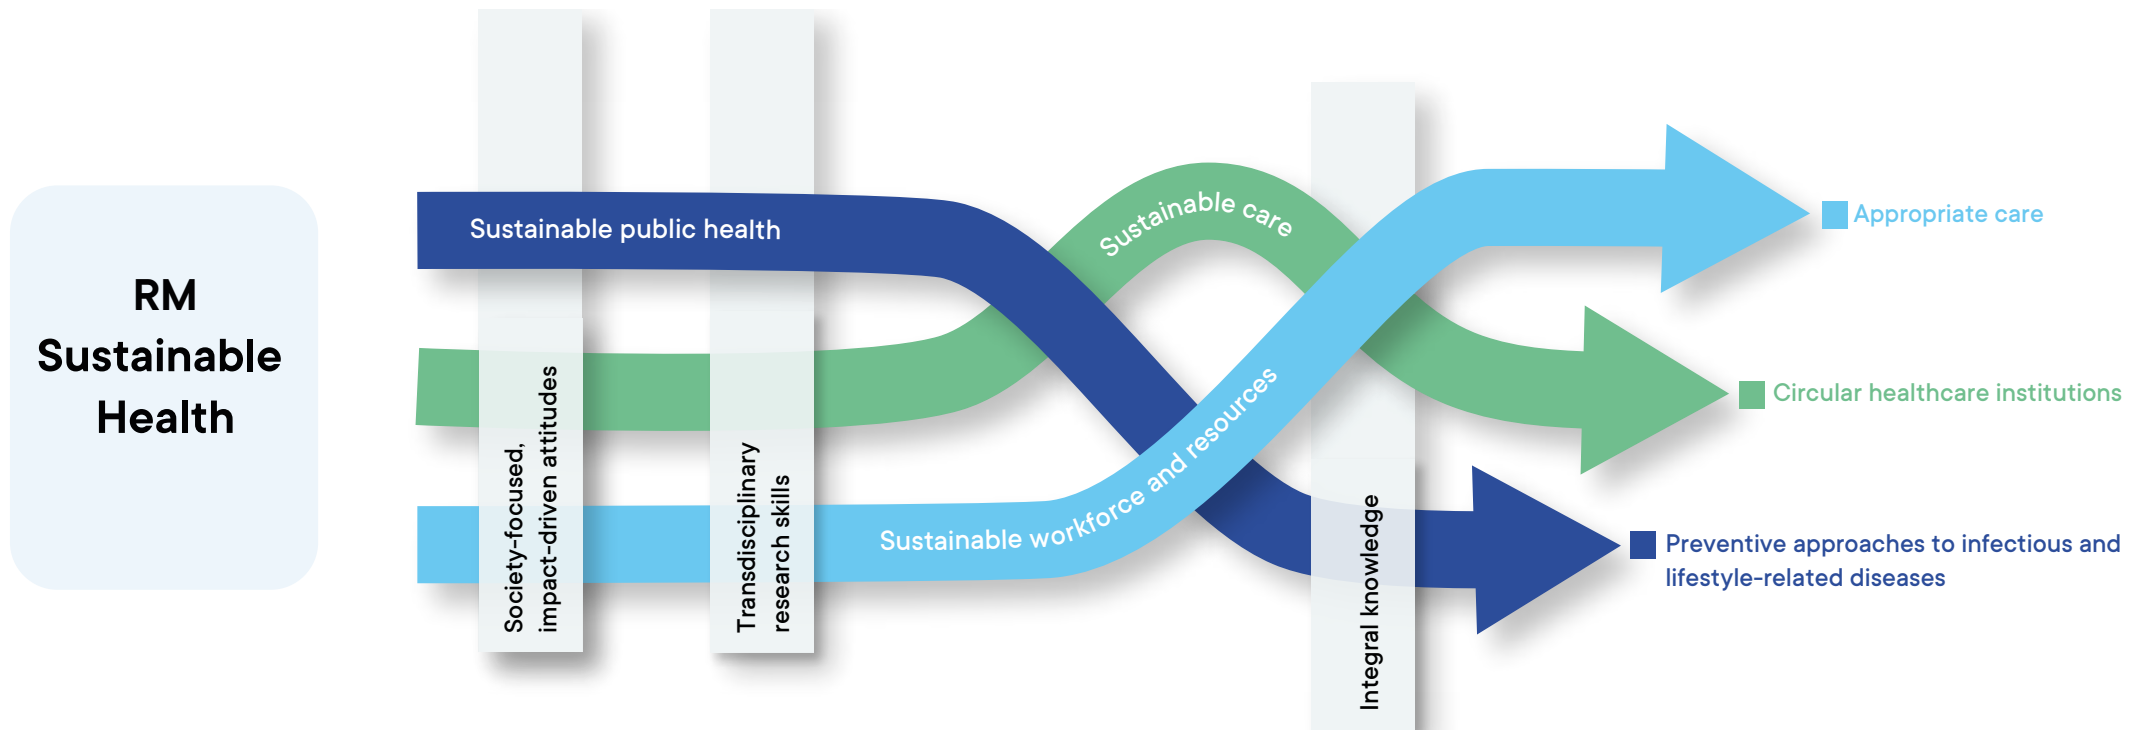 RM
Sustainable
Health
Sustainable public health
Sustainable care
Sustainable workforce and resources
Society-focused,
impact-driven attitudes
Transdisciplinary
research skills
Integral knowledge
Appropriate care
Circular healthcare institutions
Preventive approaches to infectious and
lifestyle-related diseases